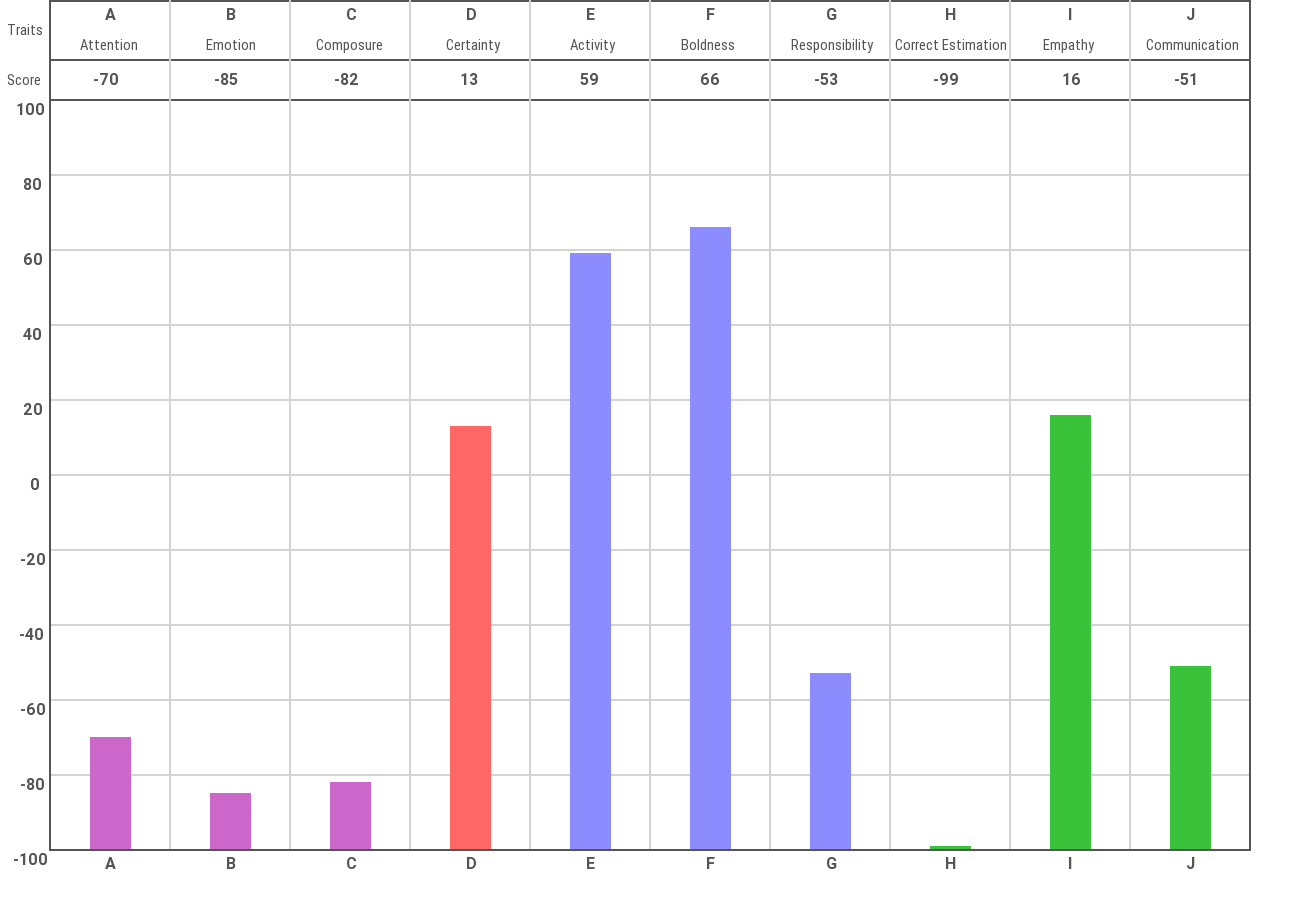 Traits
A B C D E F G H I J
Attention Emotion Composure Certainty Activity Boldness Responsibility Correct Estimation Empathy Communication
Score -70 -85 -82 13 59 66 -53 -99 16 -51
100
80
60
40
20
0
-20
-40
-60
-80
-100
A B C D E F G H I J